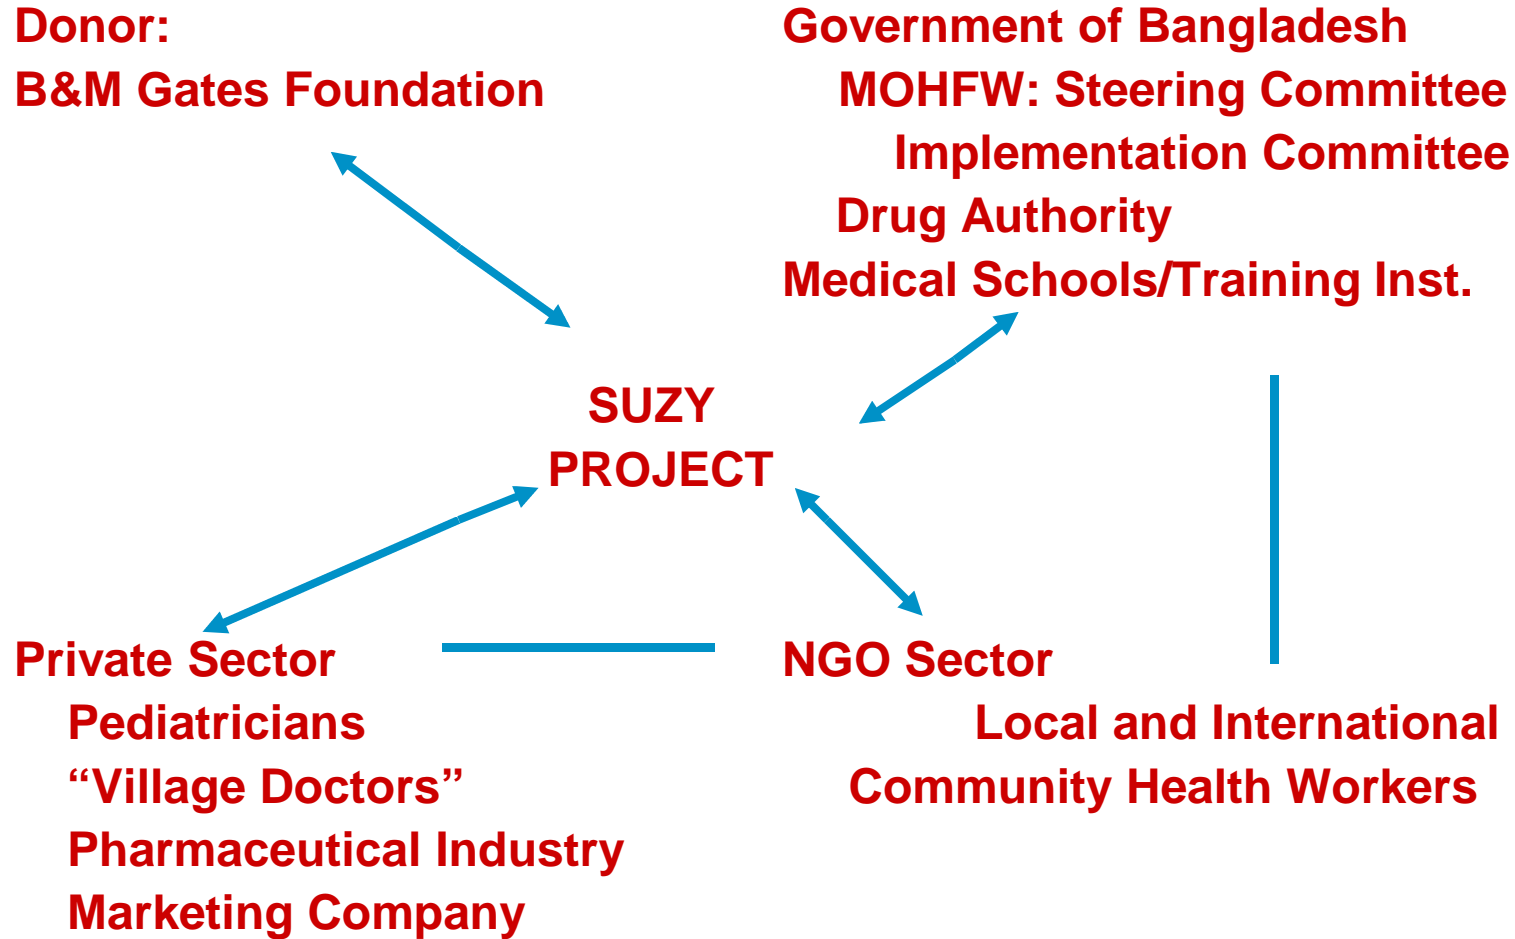 Donor:
B&M Gates Foundation
Government of Bangladesh
MOHFW: Steering Committee
Implementation Committee
Drug Authority
Medical Schools/Training Inst.
SUZY
PROJECT
Private Sector
Pediatricians
“Village Doctors”
Pharmaceutical Industry
Marketing Company
NGO Sector
Local and International
Community Health Workers